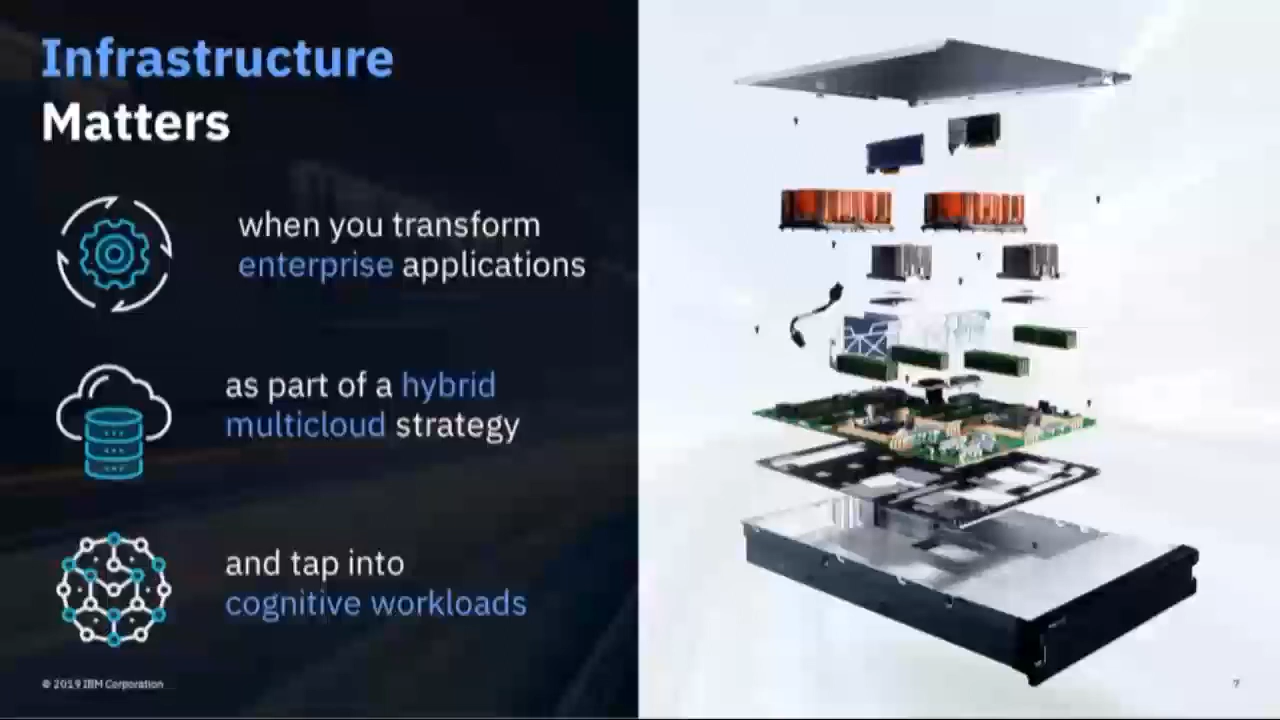 Infrastructure
Matters
when you transform
enterprise applications
as part of a hybrid
multicloud strategy
and tap into
cognitive workloads
© 2019 IBM Corporation
7